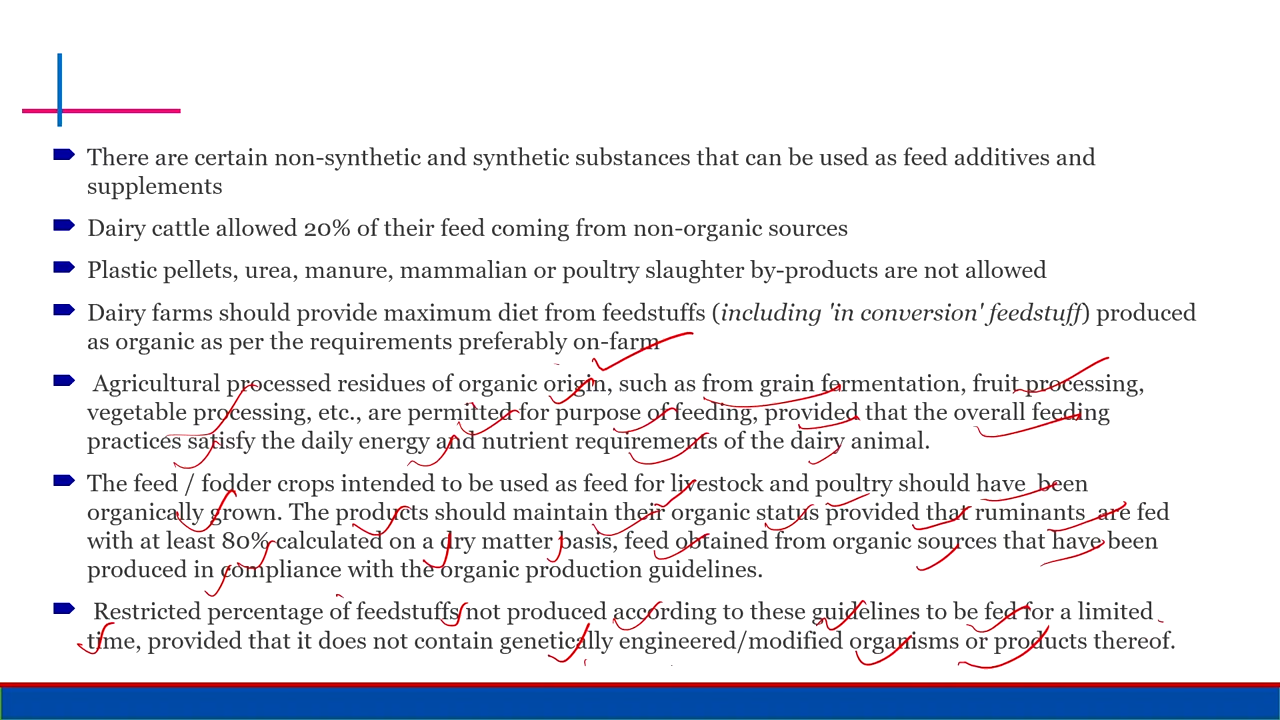 There are certain non-synthetic and synthetic substances that can be used as feed additives and
supplements
Dairy cattle allowed 20% of their feed coming from non-organic sources
Plastic pellets, urea, manure, mammalian or poultry slaughter by-products are not allowed
Dairy farms should provide maximum diet from feedstuffs (including 'in conversion' feedstuff) produced
as organic as per the requirements preferably on-farm
Agricultural processed residues of organic origin, such as from grain fermentation, fruit processing,
vegetable processing, etc., are permitted for purpose of feeding, provided that the overall feeding
practices satisfy the daily energy and nutrient requirements of the dairy animal.
The feed / fodder crops intended to be used as feed for livestock and poultry should have been
organically grown. The products should maintain their organic status provided that ruminants are fed
with at least 80% calculated on a dry matter basis, feed obtained from organic sources that have been
produced in compliance with the organic production guidelines.
Restricted percentage of feedstuffs not produced according to these guidelines to be fed for a limited
time, provided that it does not contain genetically engineered/modified organisms or products thereof.